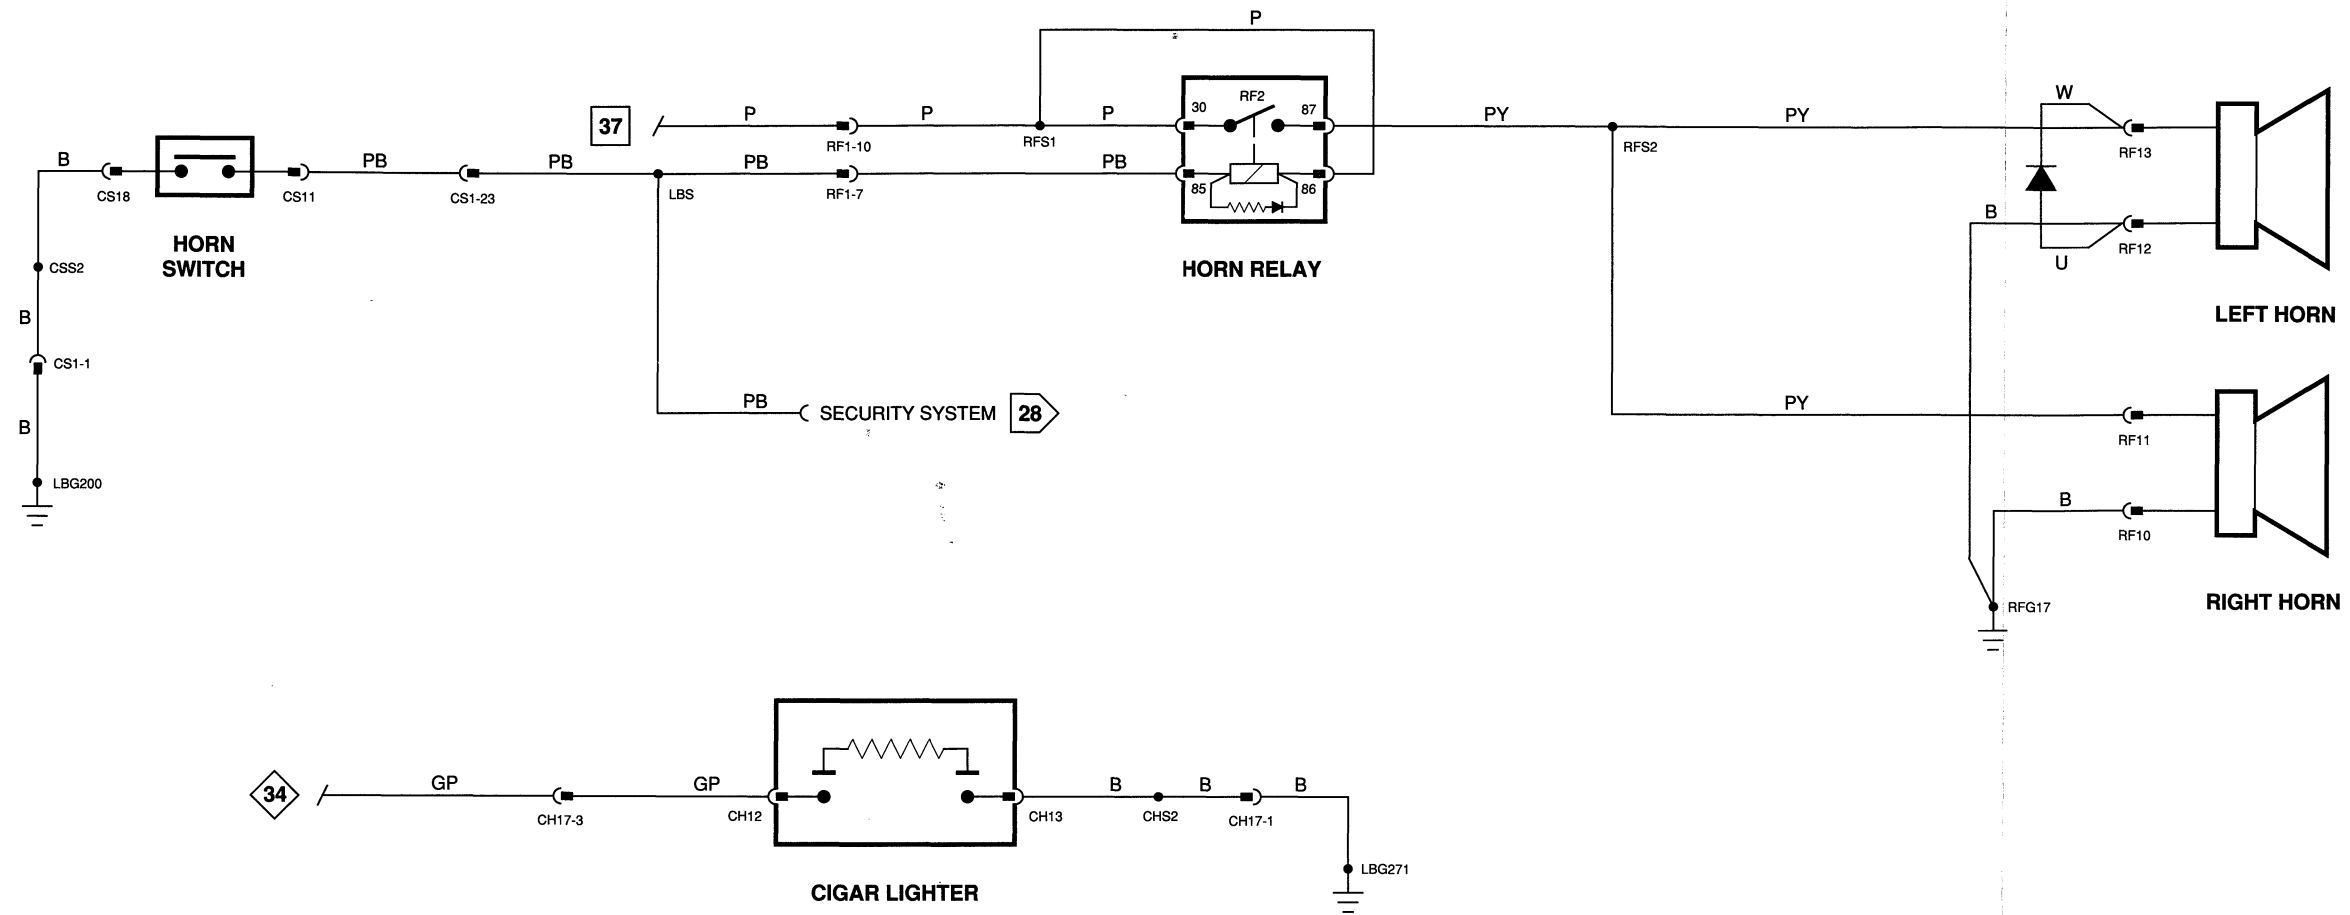 P
37
P
P
P
RF1-10
RFS1
30
RF2
87
PY
PY
RFS2
W
RF13
B
CS18
PB
PB
PB
PB
CS11
CS1-23
LBS
RF1-7
85
86
B
RF12
U
HORN
SWITCH
HORN RELAY
LEFT HORN
CSS2
B
CS1-1
B
LBG200
PB
SECURITY SYSTEM
28
PY
RF11
B
RF10
RIGHT HORN
RFG17
34
GP
GP
CH17-3
CH12
CH13
B
B
B
CHS2
CH17-1
LBG271
CIGAR LIGHTER